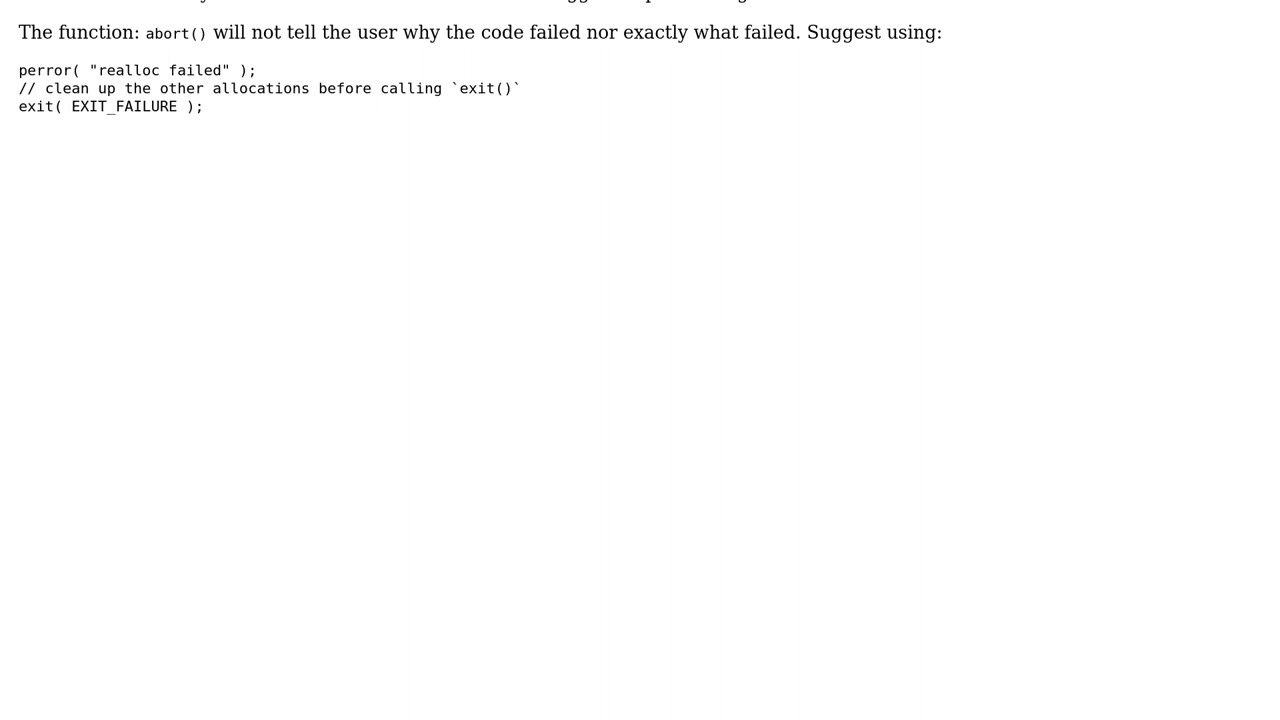 The function: abort() will not tell the user why the code failed nor exactly what failed. Suggest using:
perror( "realloc failed" );
// clean up the other allocations before calling `exit()`
exit( EXIT_FAILURE );